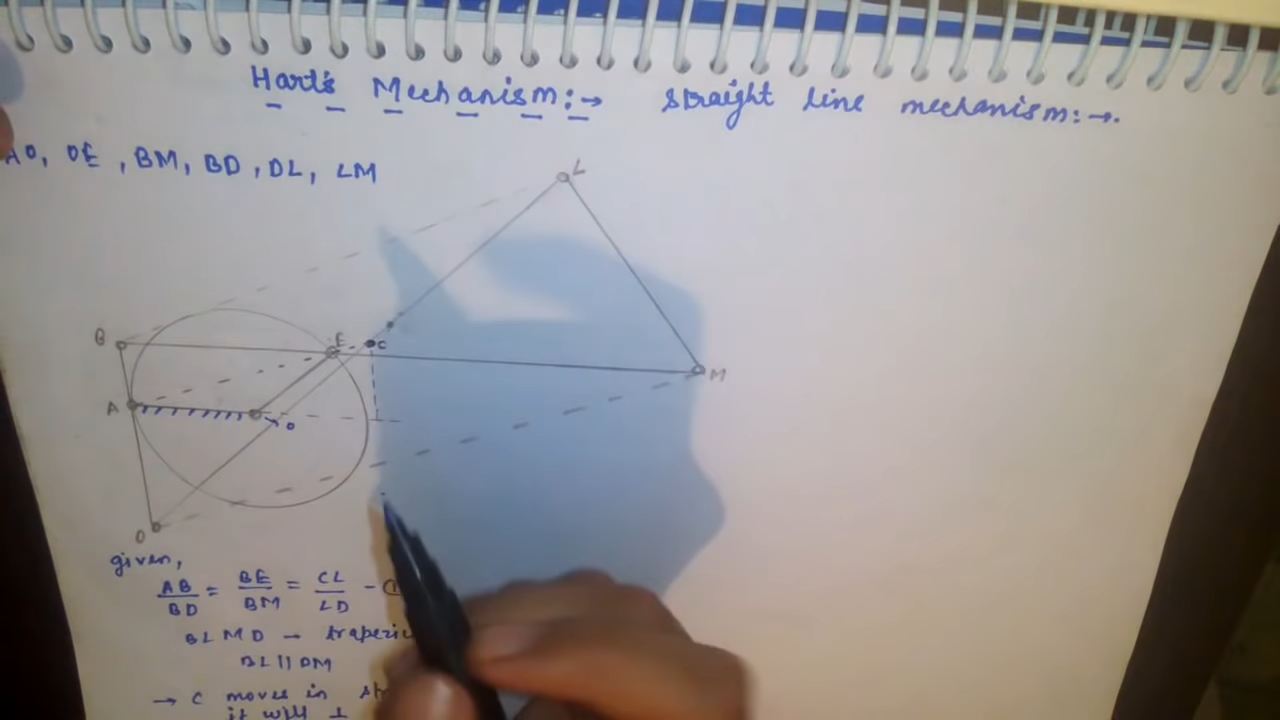 Hart's Mechanism:→ straight line mechanism:→.
AO, OE, BM, BD, DL, LM
L
B
E
C
M
A
O
D
given,
AB/BD = BE/BM = CL/LD -
BLMD -
BL||DM
→ C moves in
it will ⊥